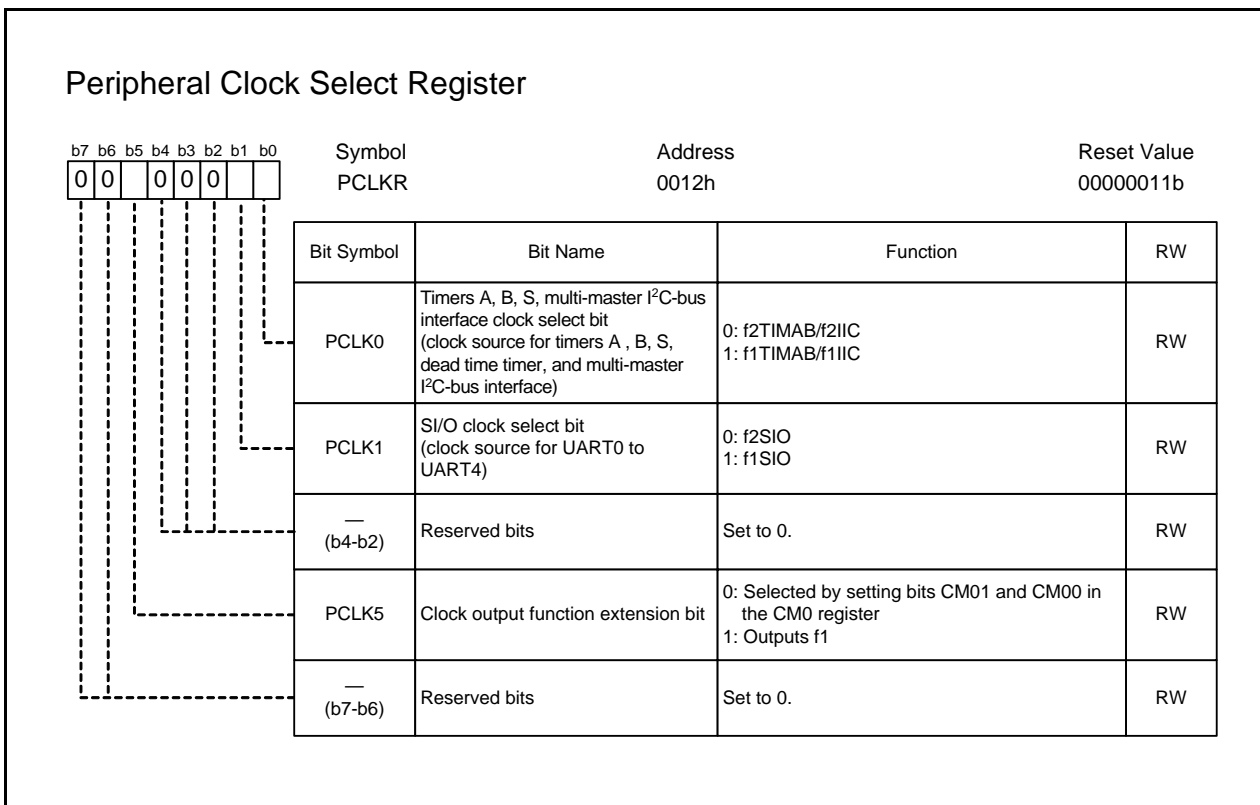 Peripheral Clock Select Register
b7 b6 b5 b4 b3 b2 b1 b0
0 0 0 0 0
Symbol Address Reset Value
PCLKR 0012h 00000011b
Bit Symbol Bit Name Function RW
PCLK0
Timers A, B, S, multi-master I²C-bus
interface clock select bit
(clock source for timers A , B, S,
dead time timer, and multi-master
I²C-bus interface)
0: f2TIMAB/f2IIC
1: f1TIMAB/f1IIC
RW
PCLK1
SI/O clock select bit
(clock source for UART0 to
UART4)
0: f2SIO
1: f1SIO
RW
—
(b4-b2)
Reserved bits
Set to 0.
RW
PCLK5
Clock output function extension bit
0: Selected by setting bits CM01 and CM00 in
the CM0 register
1: Outputs f1
RW
—
(b7-b6)
Reserved bits
Set to 0.
RW